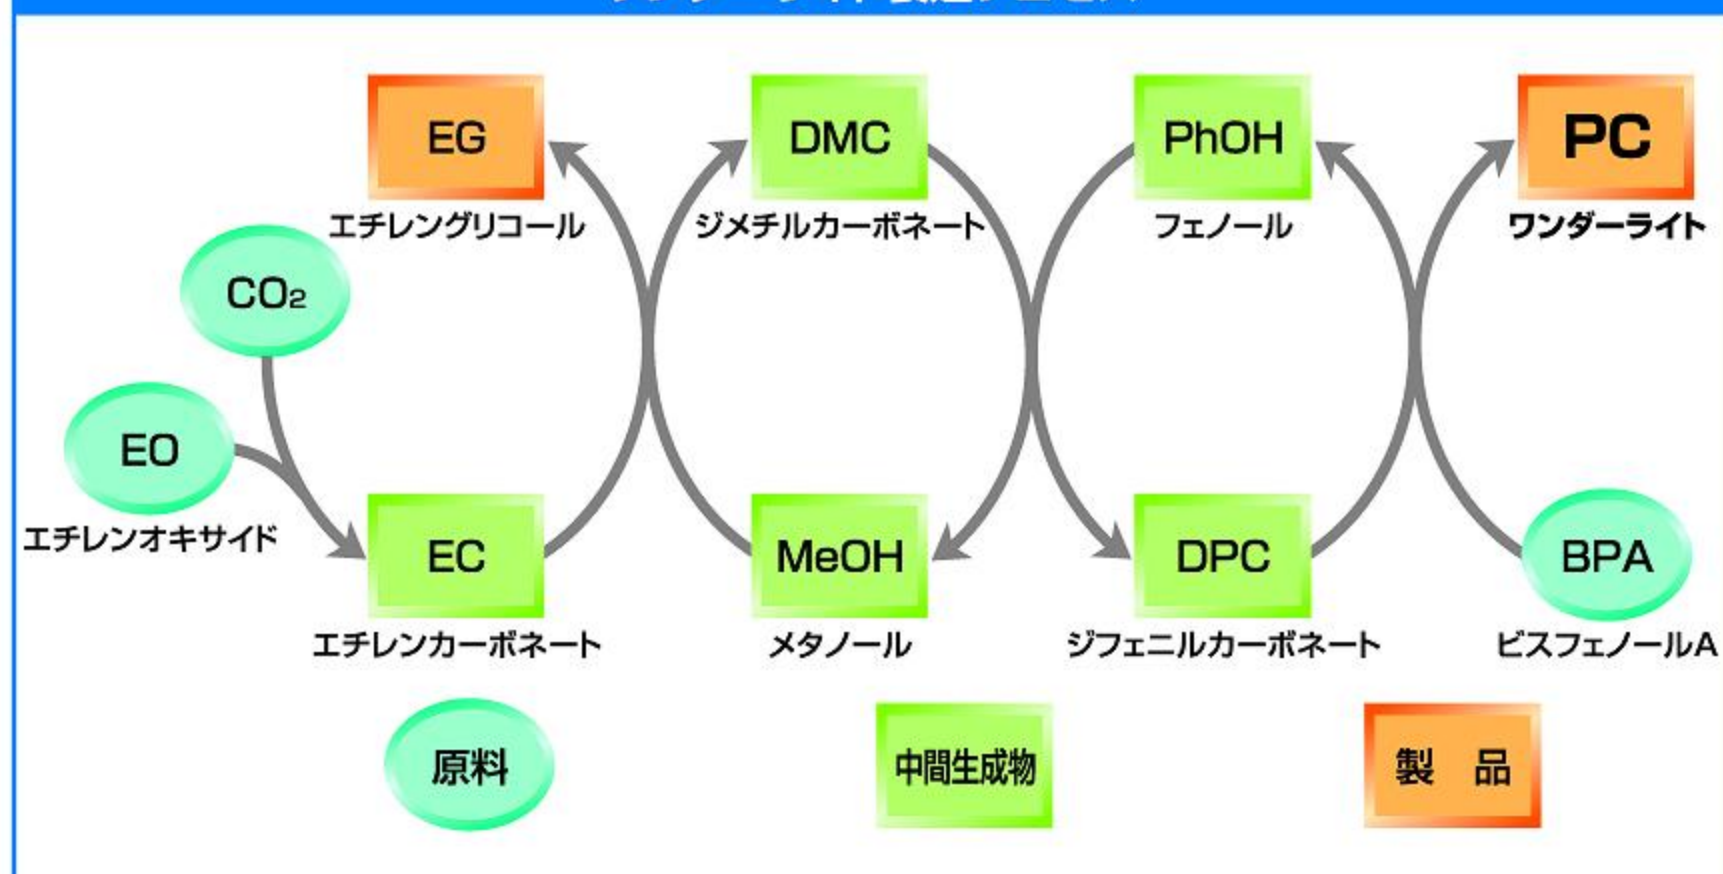 EG
DMC
PhOH
PC
エチレングリコール
ジメチルカーボネート
フェノール
ワンダーライト
CO₂
EO
エチレンオキサイド
EC
MeOH
DPC
BPA
エチレンカーボネート
メタノール
ジフェニルカーボネート
ビスフェノールA
原料
中間生成物
製 品